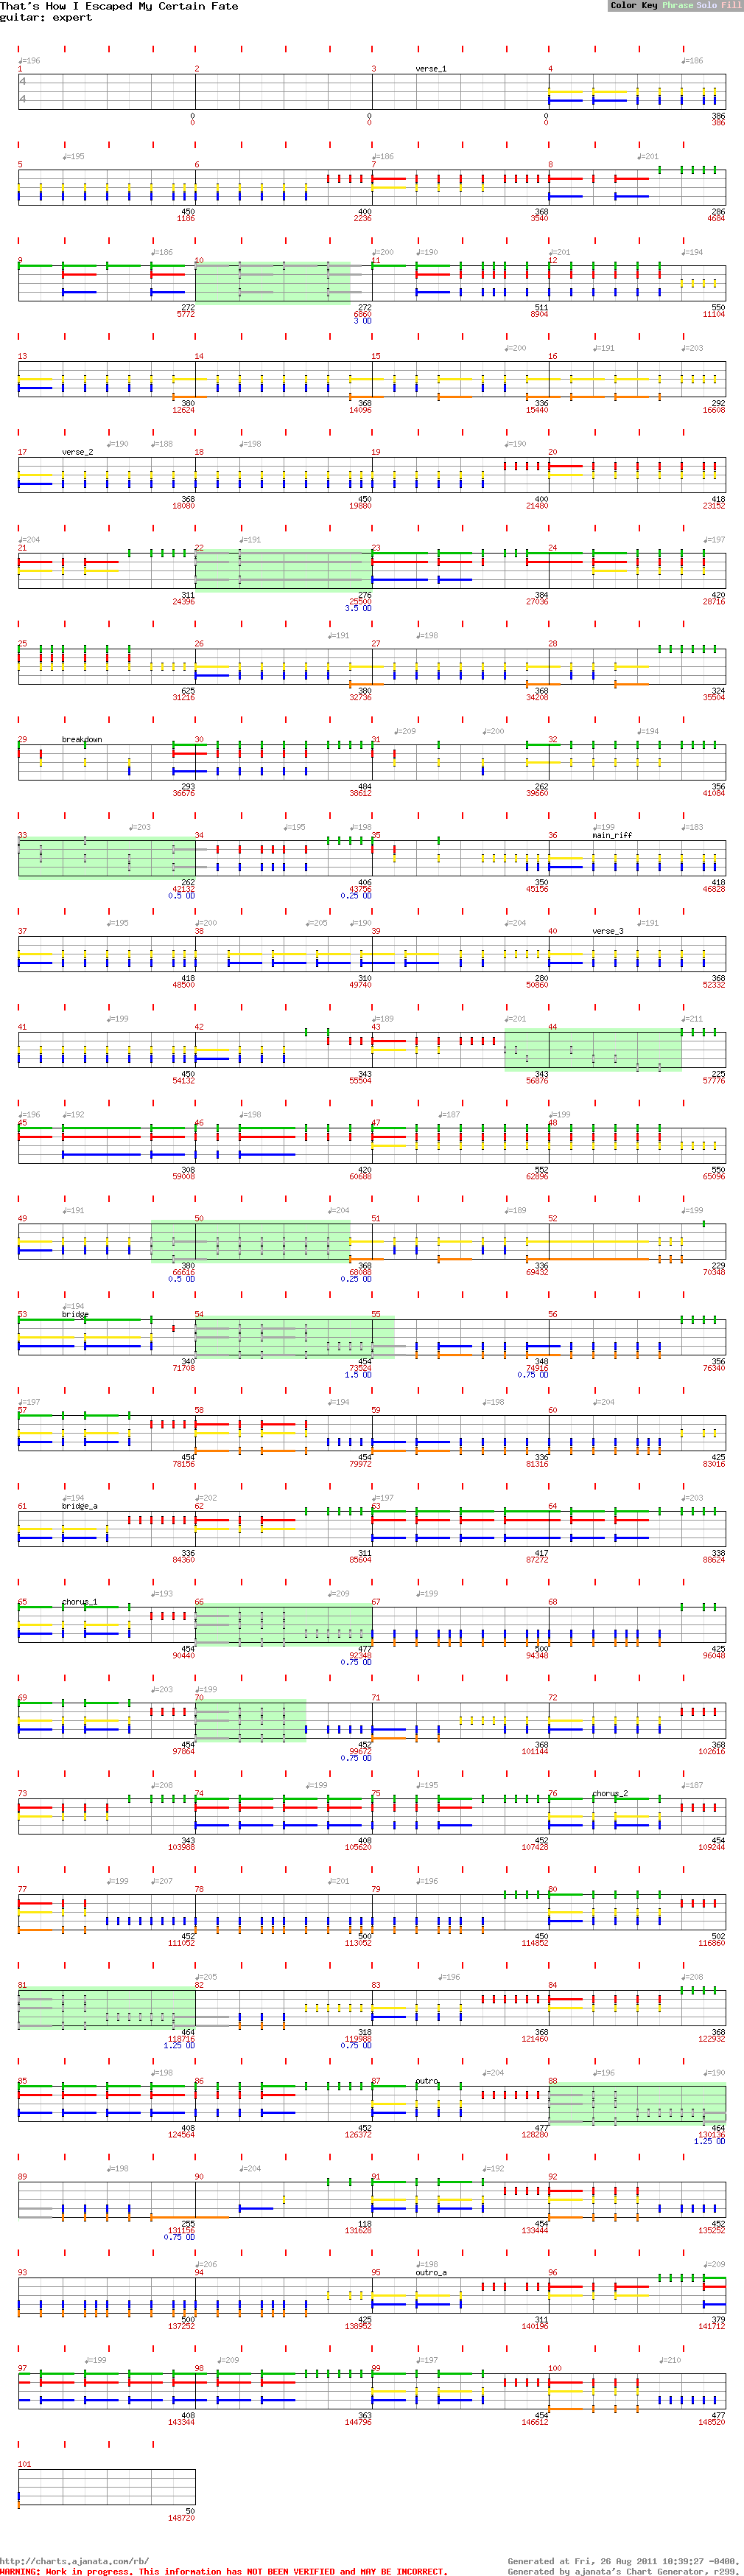 That's How I Escaped My Certain Fate
Color Key Phrase Solo Fill
guitar: expert
♩=196 ♩=186
1 2 3 verse_1 4
4
4
0 0 0 386
0 0 0 386
♩=195 ♩=186 ♩=201
5 6 7 8
450 400 368 286
1186 2236 3540 4684
♩=186 ♩=200 ♩=190 ♩=201 ♩=194
9 10 11 12
272 272 511 550
5772 6860 8904 11104
3 OD
♩=200 ♩=191 ♩=203
13 14 15 16
380 368 336 292
12624 14096 15440 16608
♩=190 ♩=188 ♩=198 ♩=190
17 verse_2 18 19 20
368 450 400 418
18080 19880 21480 23152
♩=204 ♩=191 ♩=197
21 22 23 24
311 276 384 420
24396 25500 27036 28716
3.5 OD
♩=191 ♩=198
25 26 27 28
625 380 368 324
31216 32736 34208 35504
♩=209 ♩=200 ♩=194
29 breakdown 30 31 32
293 484 262 356
36676 38612 39660 41084
♩=203 ♩=195 ♩=198 ♩=199 ♩=183
33 34 35 36 main_riff
262 406 350 418
42132 43756 45156 46828
0.5 OD 0.25 OD
♩=195 ♩=200 ♩=205 ♩=190 ♩=204 ♩=191
37 38 39 40 verse_3
418 310 280 368
48500 49740 50860 52332
♩=199 ♩=189 ♩=201 ♩=211
41 42 43 44
450 343 343 225
54132 55504 56876 57776
♩=196 ♩=192 ♩=198 ♩=187 ♩=199
45 46 47 48
308 420 552 550
59008 60688 62896 65096
♩=191 ♩=204 ♩=189 ♩=199
49 50 51 52
380 368 336 229
66616 68088 69432 70348
0.5 OD 0.25 OD
♩=194
53 bridge 54 55 56
340 454 348 356
71708 73524 74916 76340
1.5 OD 0.75 OD
♩=197 ♩=194 ♩=198 ♩=204
57 58 59 60
454 454 336 425
78156 79972 81316 83016
♩=194 ♩=202 ♩=197 ♩=203
61 bridge_a 62 63 64
336 311 417 338
84360 85604 87272 88624
♩=193 ♩=209 ♩=199
65 chorus_1 66 67 68
454 477 500 425
90440 92348 94348 96048
0.75 OD
♩=203 ♩=199
69 70 71 72
454 452 368 368
97864 99672 101144 102616
0.75 OD
♩=208 ♩=199 ♩=195 ♩=187
73 74 75 76 chorus_2
343 408 452 454
103988 105620 107428 109244
♩=199 ♩=207 ♩=201 ♩=196
77 78 79 80
452 500 450 502
111052 113052 114852 116860
♩=205 ♩=196 ♩=208
81 82 83 84
464 318 368 368
118716 119988 121460 122932
1.25 OD 0.75 OD
♩=198 ♩=204 ♩=196 ♩=190
85 86 87 outro 88
408 452 477 464
124564 126372 128280 130136
1.25 OD
♩=198 ♩=204 ♩=192
89 90 91 92
255 118 454 452
131156 131628 133444 135252
0.75 OD
♩=206 ♩=198 ♩=209
93 94 95 outro_a 96
500 425 311 379
137252 138952 140196 141712
♩=199 ♩=209 ♩=197 ♩=210
97 98 99 100
408 363 454 477
143344 144796 146612 148520
101
50
148720
http://charts.ajanata.com/rb/ Generated at Fri, 26 Aug 2011 10:39:27 -0400.
WARNING: Work in progress. This information has NOT BEEN VERIFIED and MAY BE INCORRECT. Generated by ajanata's Chart Generator, r299.